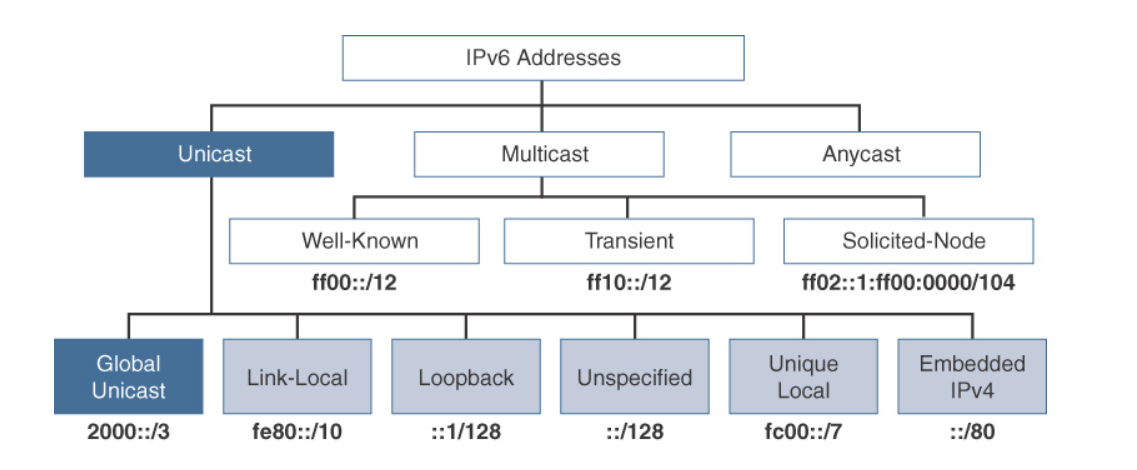 IPv6 Addresses
Unicast
Multicast
Anycast
Well-Known
Transient
Solicited-Node
ff00::/12
ff10::/12
ff02::1:ff00:0000/104
Global
Unicast
Link-Local
Loopback
Unspecified
Unique
Local
Embedded
IPv4
2000::/3
fe80::/10
::1/128
::/128
fc00::/7
::/80